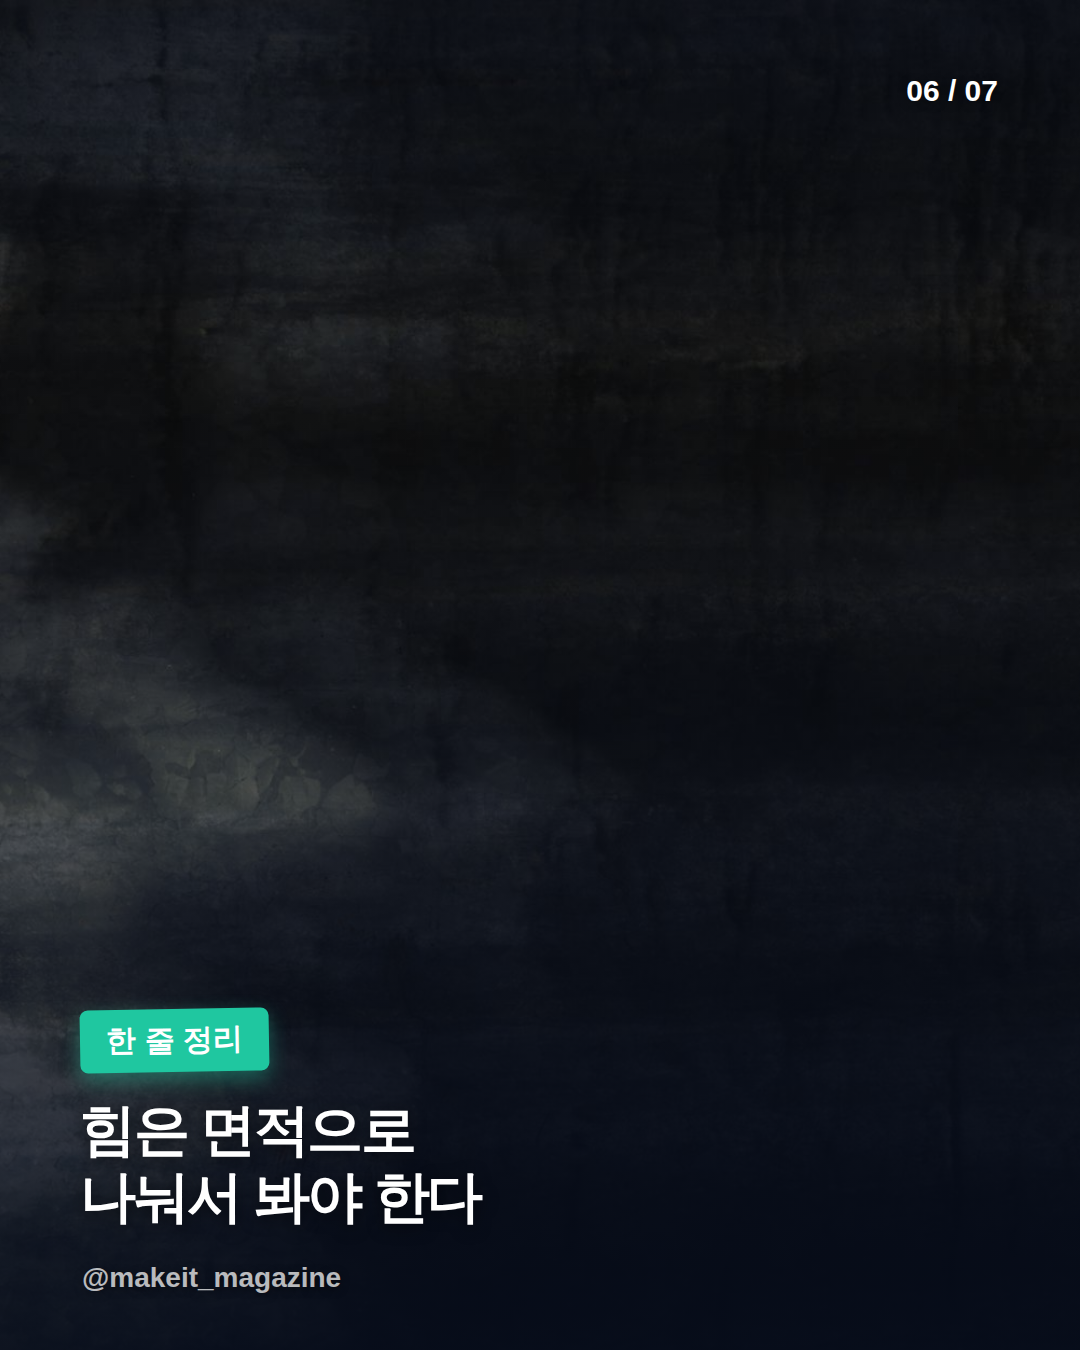 06 / 07
한 줄 정리
힘은 면적으로
나눠서 봐야 한다
@makeit_magazine